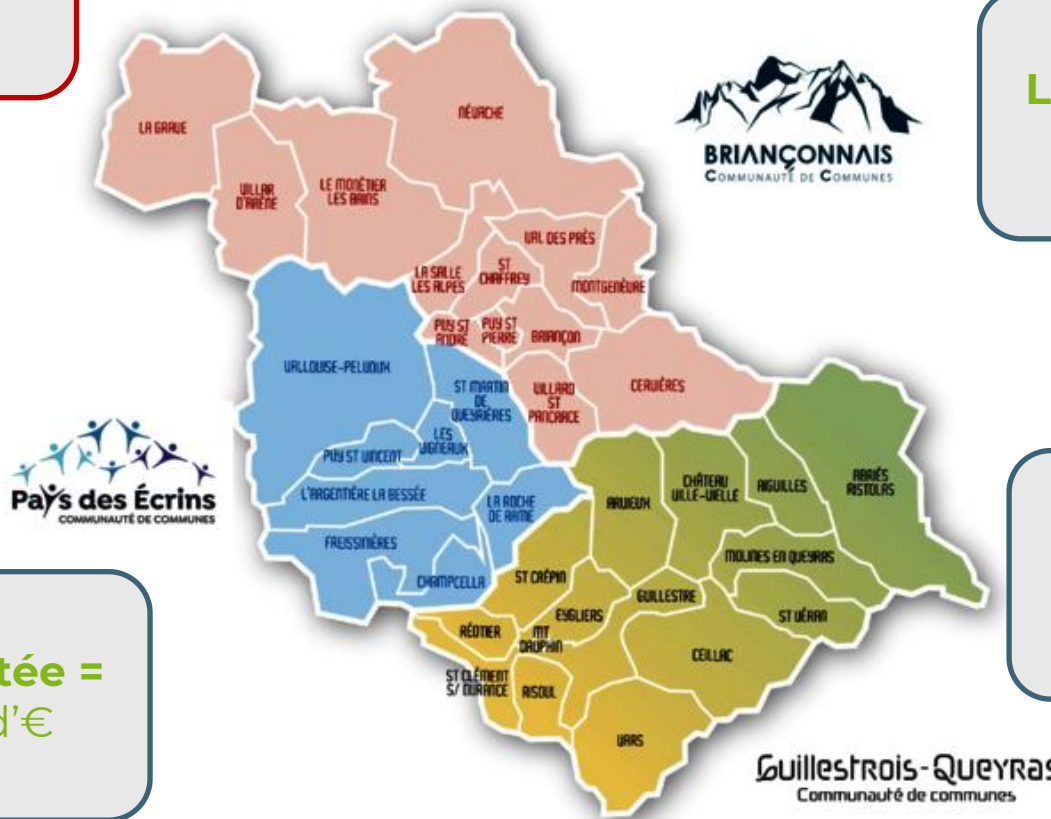 L
NÉVACHE
LA GRAVE
BRIANÇONNAIS
COMMUNAUTÉ DE COMMUNES
VILLAR
D'ARÈNE
LE MONÊTIER
LES BAINS
VAL DES PRÈS
ST
CHAFFREY
LA SALLE
LES ALPES
MONTGENÈVRE
PUY ST
ANDRÉ
PUY ST
PIERRE
BRIANÇON
VALLOUISE-PELVOUX
ST MARTIN
DE
QUEYRIÈRES
VILLARD
ST
PANCRACE
CERVIÈRES
LES
VIGNEAUX
PUY ST VINCENT
Pays des Écrins
COMMUNAUTÉ DE COMMUNES
L'ARGENTIÈRE LA BESSÉE
LA ROCHE
DE RAME
ARVIEUX
CHÂTEAU
VILLE-VIELLE
AIGUILLES
ABRIÈS
RISTOLAS
FREISSINIÈRES
MOLINES EN QUEYRAS
CHAMPCELLA
ST CRÉPIN
GUILLESTRE
EYGLIERS
ST VÉRAN
RÉOTIER
MT
DAUPHIN
CEILLAC
tée =
d'€
ST CLÉMENT
S/ DURANCE
RISOUL
VARS
Guillestrois-Queyras
Communauté de communes